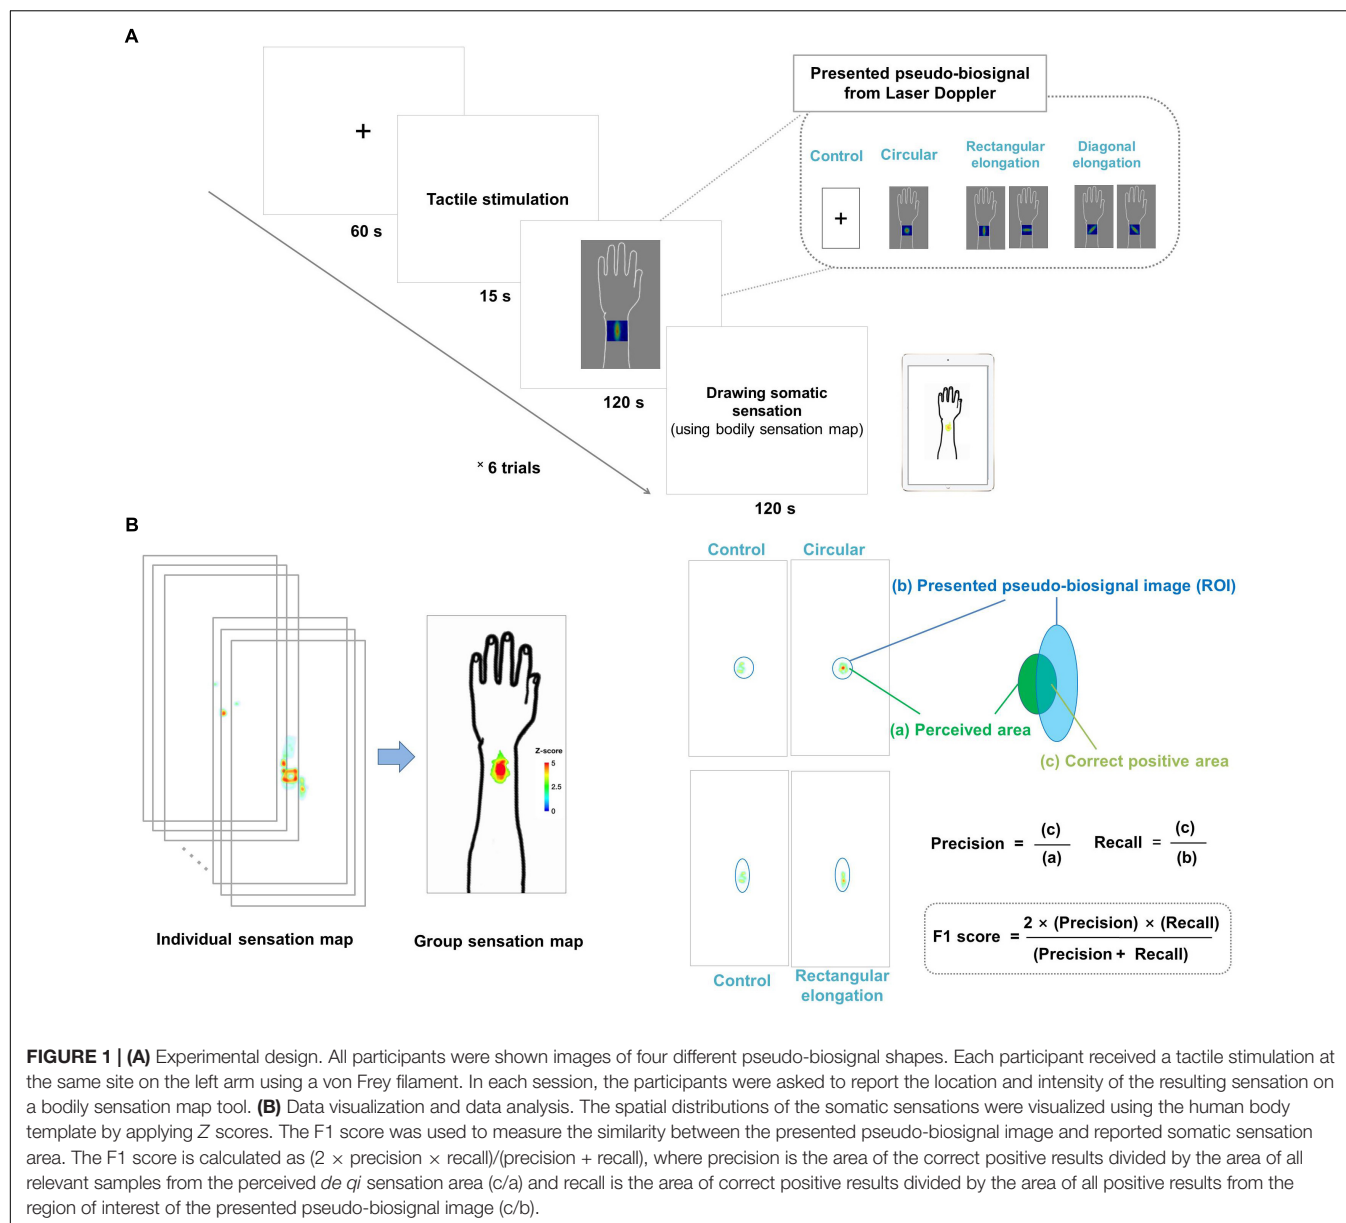 A
+
60 s
Tactile stimulation
15 s
120 s
Drawing somatic
sensation
(using bodily sensation map)
120 s
× 6 trials
Presented pseudo-biosignal
from Laser Doppler
Control
Circular
Rectangular
elongation
Diagonal
elongation
+
B
Individual sensation map
Z-score
5
2.5
0
Group sensation map
Control
Circular
(b) Presented pseudo-biosignal image (ROI)
(a) Perceived area
(c) Correct positive area
Control
Rectangular
elongation
Precision = (c) / (a)
Recall = (c) / (b)
F1 score = 2 × (Precision) × (Recall) / (Precision + Recall)
FIGURE 1 | (A) Experimental design. All participants were shown images of four different pseudo-biosignal shapes. Each participant received a tactile stimulation at
the same site on the left arm using a von Frey filament. In each session, the participants were asked to report the location and intensity of the resulting sensation on
a bodily sensation map tool. (B) Data visualization and data analysis. The spatial distributions of the somatic sensations were visualized using the human body
template by applying Z scores. The F1 score was used to measure the similarity between the presented pseudo-biosignal image and reported somatic sensation
area. The F1 score is calculated as (2 × precision × recall)/(precision + recall), where precision is the area of the correct positive results divided by the area of all
relevant samples from the perceived de qi sensation area (c/a) and recall is the area of correct positive results divided by the area of all positive results from the
region of interest of the presented pseudo-biosignal image (c/b).